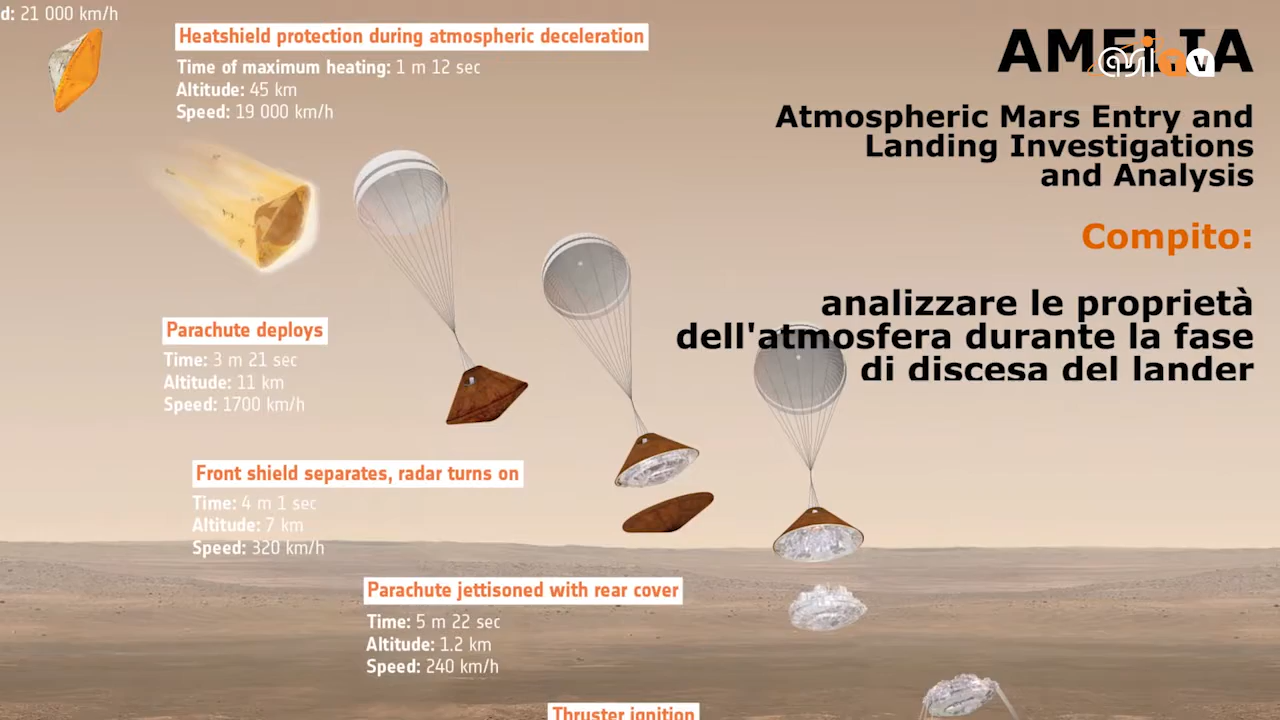 d: 21 000 km/h
Heatshield protection during atmospheric deceleration
Time of maximum heating: 1 m 12 sec
Altitude: 45 km
Speed: 19 000 km/h
AMELIA
asi tv
Atmospheric Mars Entry and
Landing Investigations
and Analysis
Compito:
analizzare le proprietà
dell'atmosfera durante la fase
di discesa del lander
Parachute deploys
Time: 3 m 21 sec
Altitude: 11 km
Speed: 1700 km/h
Front shield separates, radar turns on
Time: 4 m 1 sec
Altitude: 7 km
Speed: 320 km/h
Parachute jettisoned with rear cover
Time: 5 m 22 sec
Altitude: 1.2 km
Speed: 240 km/h
Thruster ignition